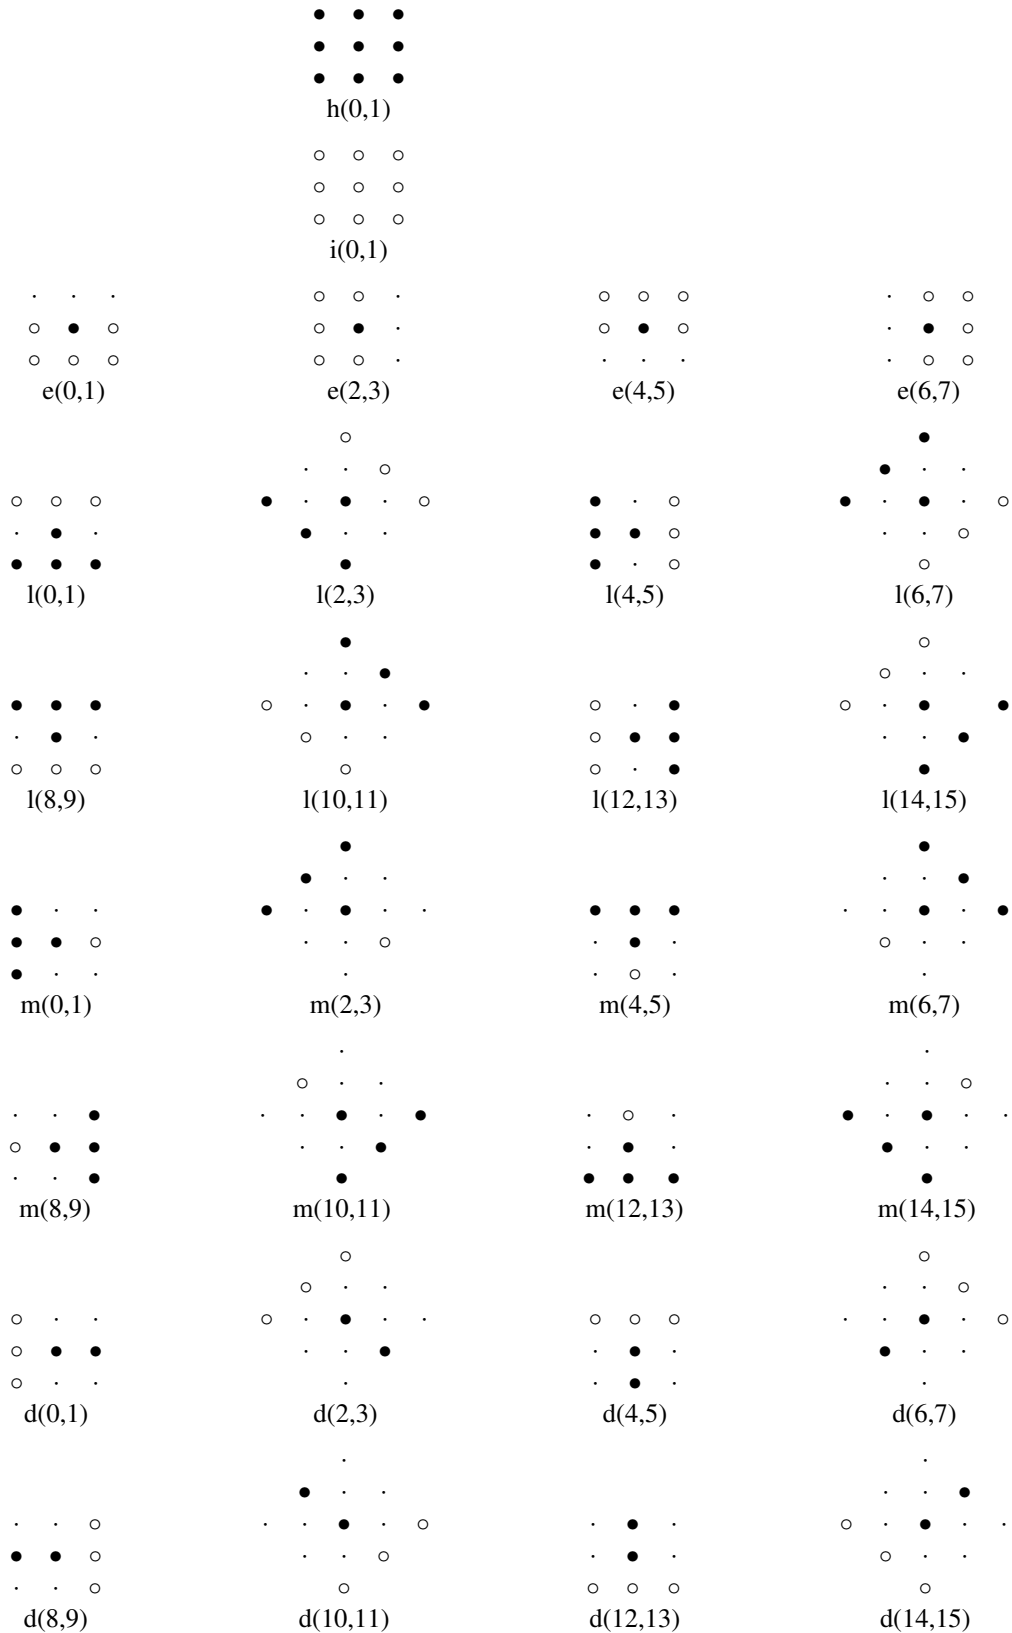 h(0,1)
i(0,1)
e(0,1) e(2,3) e(4,5) e(6,7)
l(0,1) l(2,3) l(4,5) l(6,7)
l(8,9) l(10,11) l(12,13) l(14,15)
m(0,1) m(2,3) m(4,5) m(6,7)
m(8,9) m(10,11) m(12,13) m(14,15)
d(0,1) d(2,3) d(4,5) d(6,7)
d(8,9) d(10,11) d(12,13) d(14,15)